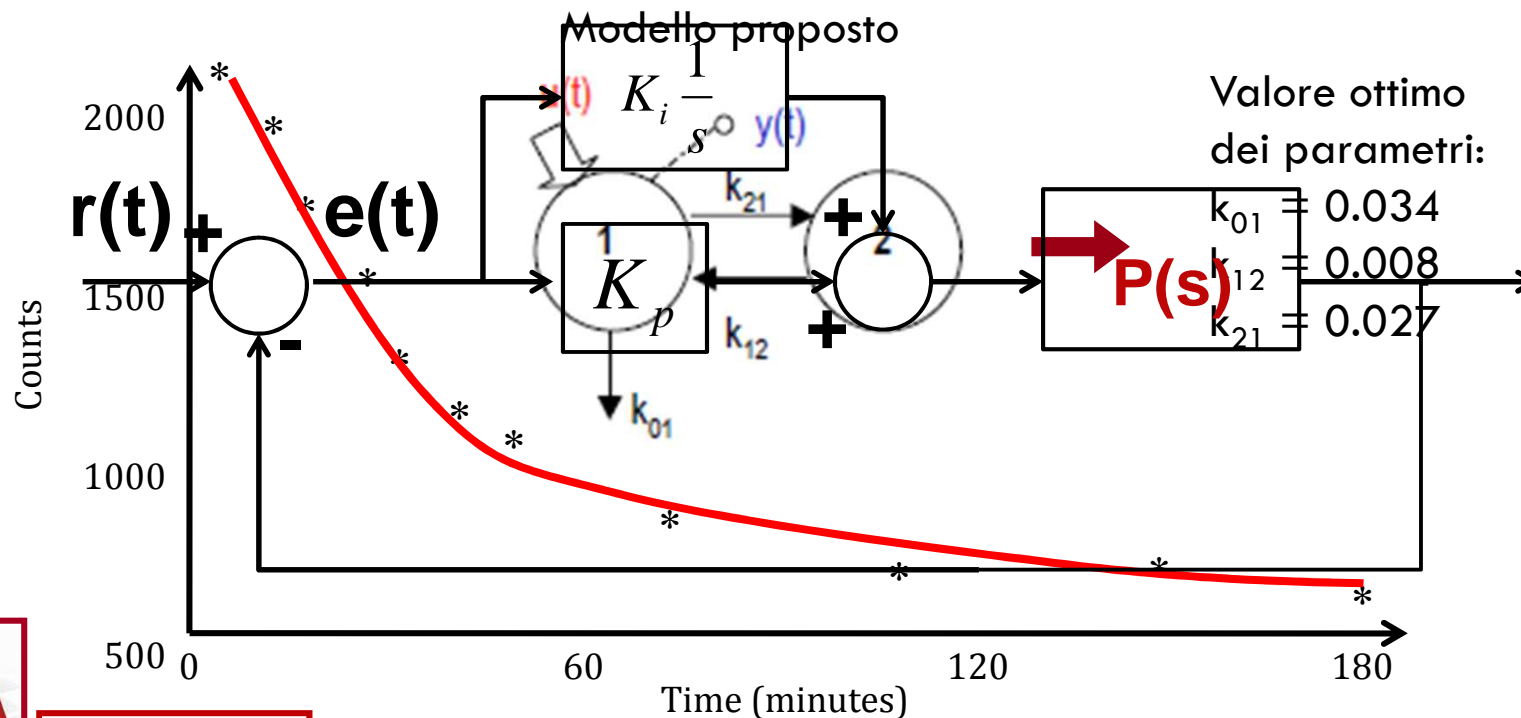 Modello proposto
u(t)
K_i 1/s
y(t)
Valore ottimo
dei parametri:
k₀₁ = 0.034
k₁₂ = 0.008
k₂₁ = 0.027
r(t)
+
-
e(t)
k₂₁
1
K_p
2
+
+
k₁₂
k₀₁
P(s)
Counts
2000
1500
1000
500
0 60 120 180
Time (minutes)